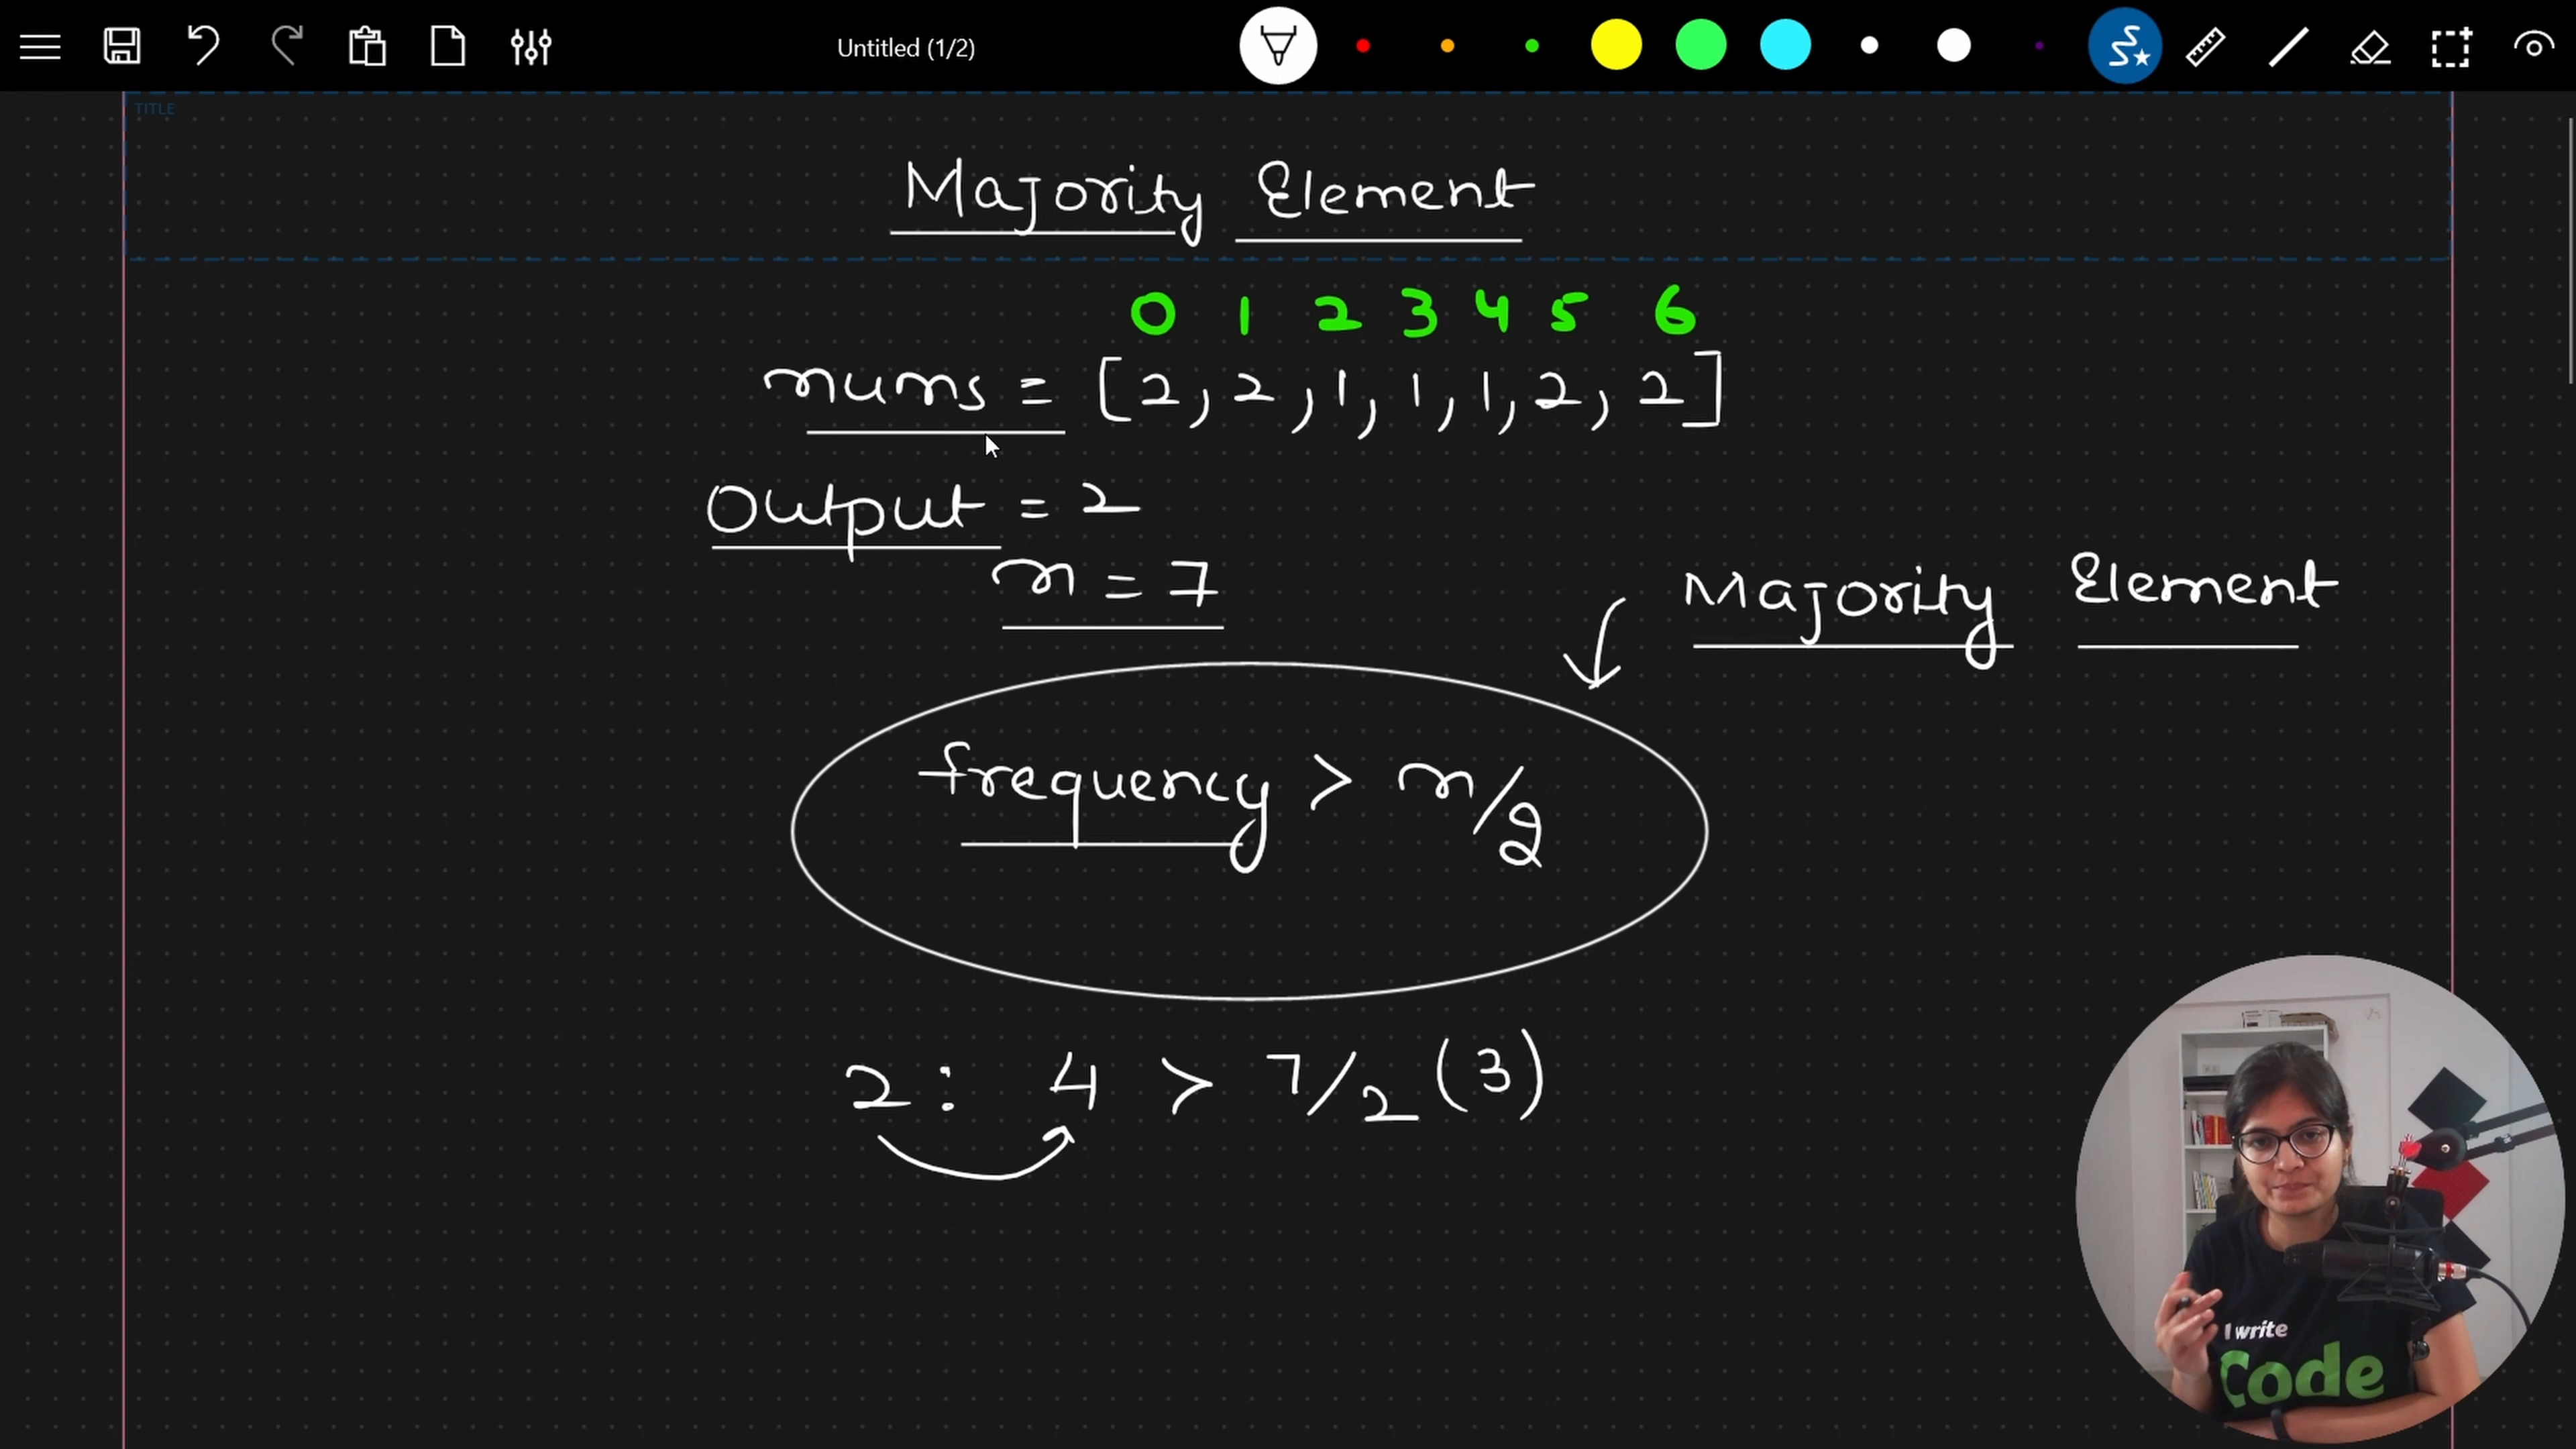 Untitled (1/2)
TITLE
Majority Element
0 1 2 3 4 5 6
nums = [2, 2, 1, 1, 1, 2, 2]
Output = 2
n = 7
Majority Element
frequency > n/2
2: 4 > 7/2 (3)
I write
Code